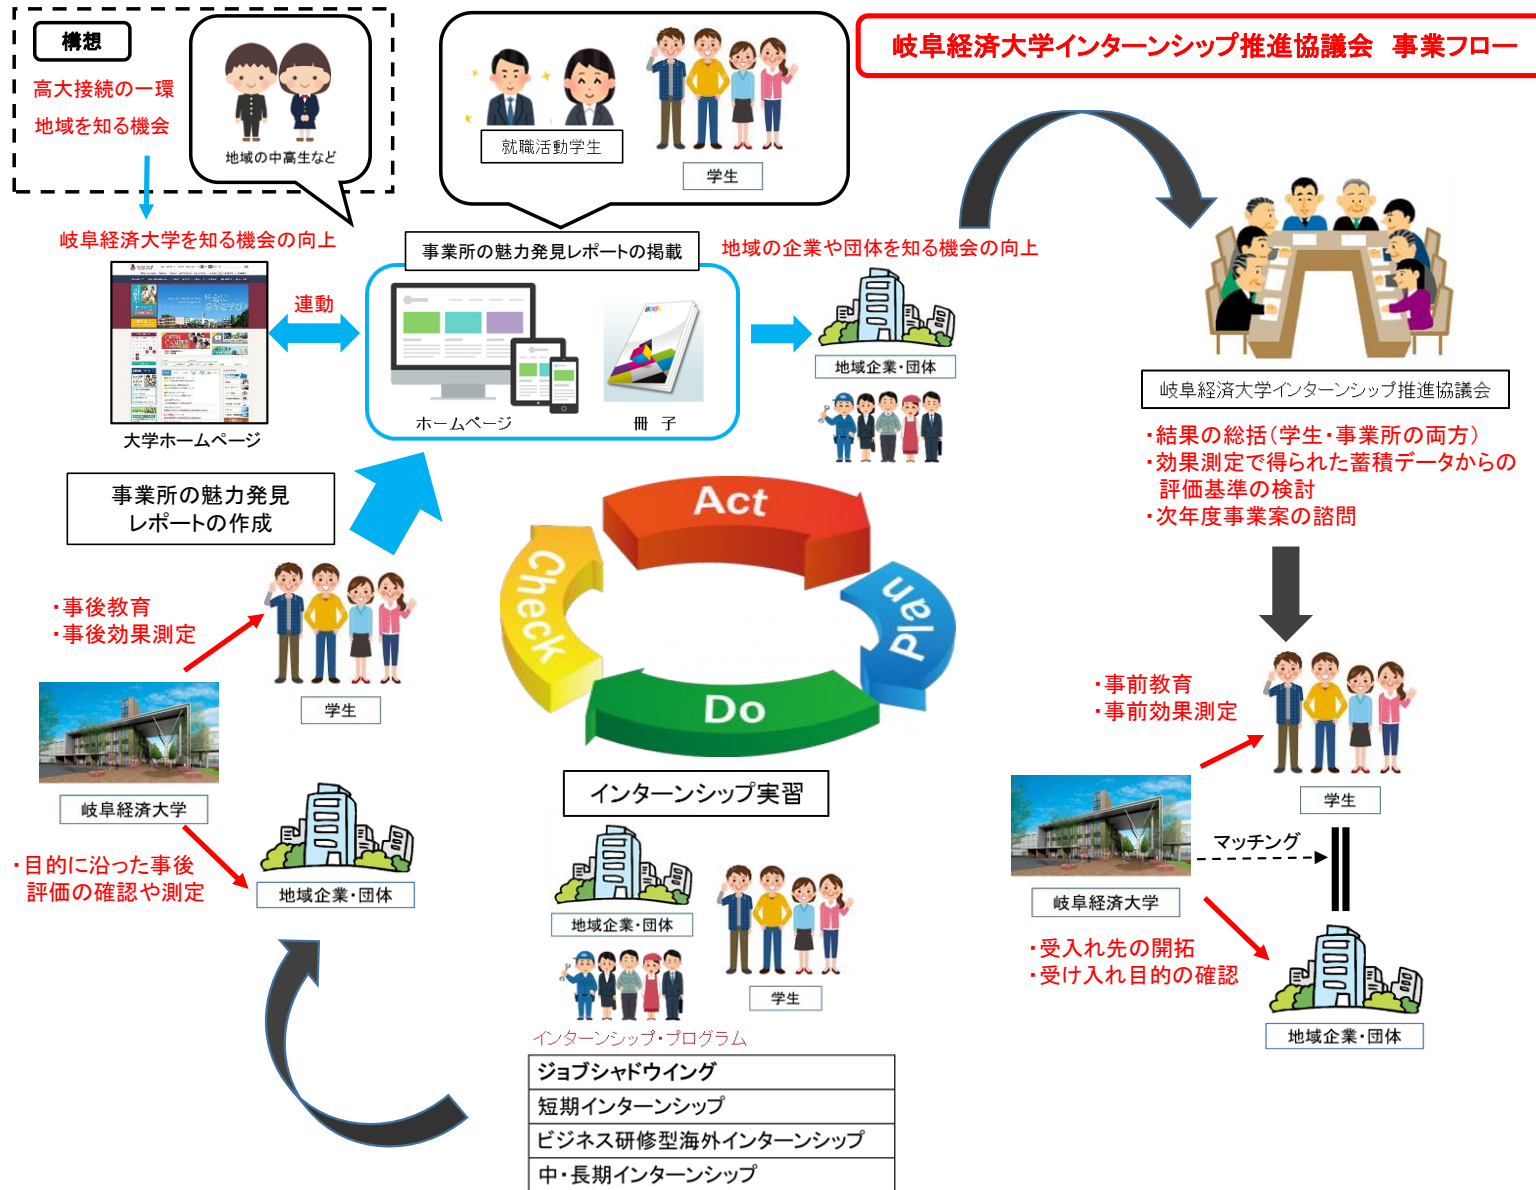 岐阜経済大学インターンシップ推進協議会 事業フロー
構想
高大接続の一環
地域を知る機会
地域の中高生など
就職活動学生
学生
岐阜経済大学を知る機会の向上
事業所の魅力発見レポートの掲載
地域の企業や団体を知る機会の向上
連動
大学ホームページ
ホームページ
冊 子
地域企業・団体
岐阜経済大学インターンシップ推進協議会
・結果の総括(学生・事業所の両方)
・効果測定で得られた蓄積データからの
評価基準の検討
・次年度事業案の諮問
事業所の魅力発見
レポートの作成
Act
Plan
Do
Check
・事後教育
・事後効果測定
学生
岐阜経済大学
・目的に沿った事後
評価の確認や測定
地域企業・団体
インターンシップ実習
地域企業・団体
学生
インターンシップ・プログラム
ジョブシャドウイング
短期インターンシップ
ビジネス研修型海外インターンシップ
中・長期インターンシップ
・事前教育
・事前効果測定
学生
マッチング
岐阜経済大学
・受入れ先の開拓
・受け入れ目的の確認
地域企業・団体